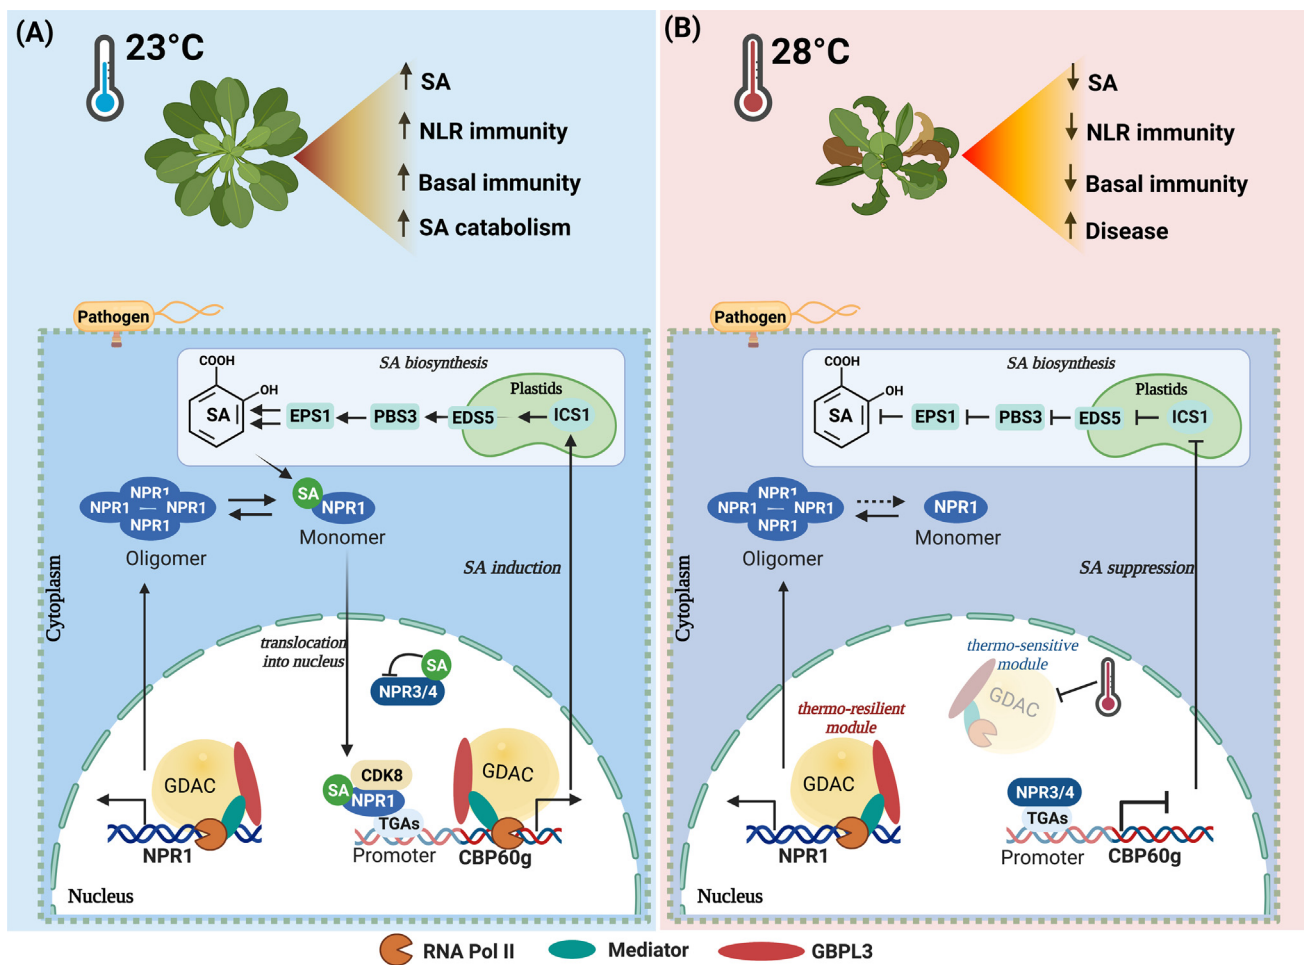 (A)
23°C
SA
NLR immunity
Basal immunity
SA catabolism
Pathogen
SA biosynthesis
COOH
OH
SA
EPS1
PBS3
EDS5
Plastids
ICS1
NPR1
NPR1
NPR1
NPR1
Oligomer
SA
NPR1
Monomer
SA induction
Cytoplasm
translocation
into nucleus
SA
NPR3/4
GDAC
NPR1
CDK8
SA
NPR1
TGAs
Promoter
GDAC
CBP60g
Nucleus
(B)
28°C
SA
NLR immunity
Basal immunity
Disease
Pathogen
SA biosynthesis
COOH
OH
SA
EPS1
PBS3
EDS5
Plastids
ICS1
NPR1
NPR1
NPR1
NPR1
Oligomer
NPR1
Monomer
SA suppression
Cytoplasm
thermo-sensitive
module
GDAC
thermo-resilient
module
GDAC
NPR1
NPR3/4
TGAs
Promoter
CBP60g
Nucleus
RNA Pol II
Mediator
GBPL3